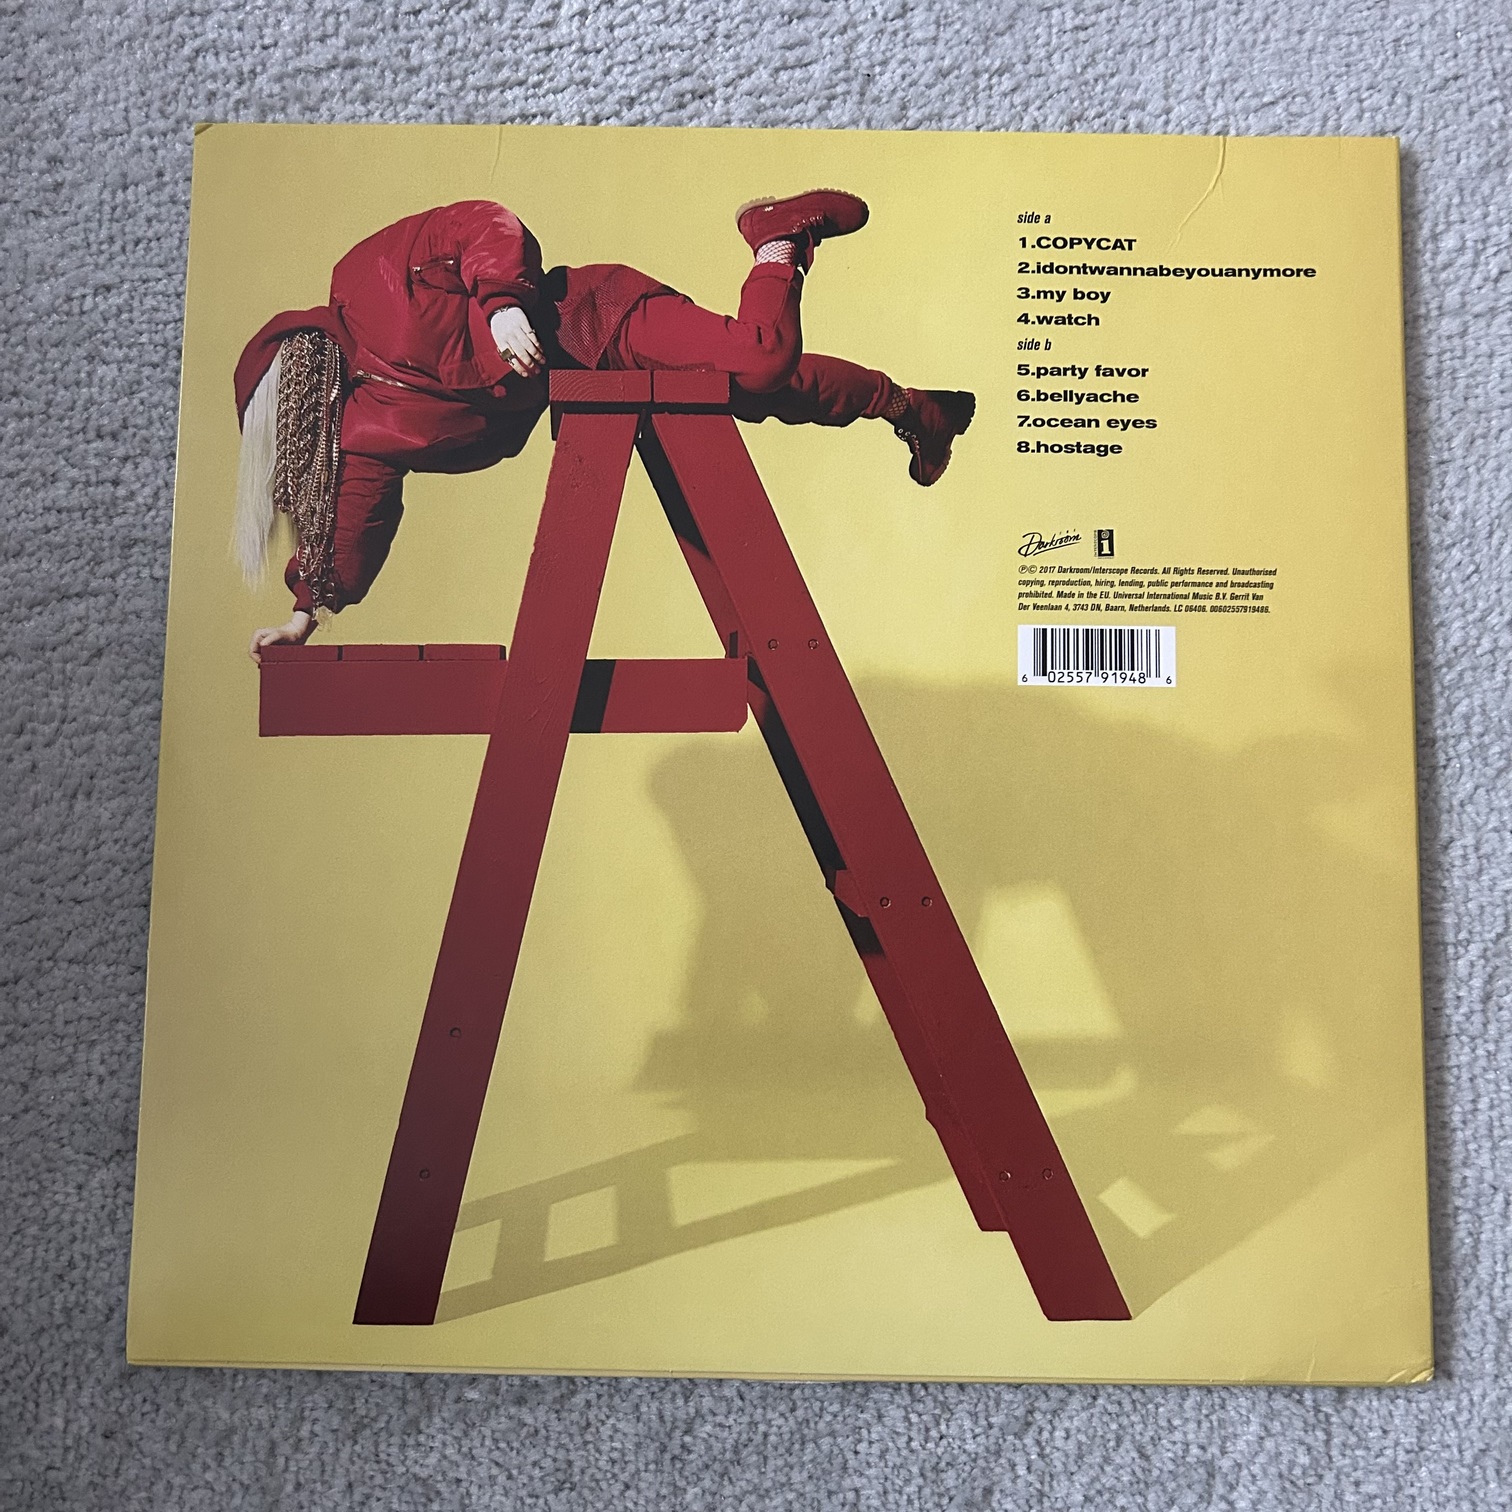 side a
1.COPYCAT
2.idontwannabeyouanymore
3.my boy
4.watch
side b
5.party favor
6.bellyache
7.ocean eyes
8.hostage
Darkroom
i
℗© 2017 Darkroom/Interscope Records. All Rights Reserved. Unauthorised
copying, reproduction, hiring, lending, public performance and broadcasting
prohibited. Made in the EU. Universal International Music B.V. Gerrit Van
Der Veenlaan 4, 3743 DN, Baarn, Netherlands. LC 06406. 00602557919486.
6 02557 91948 6